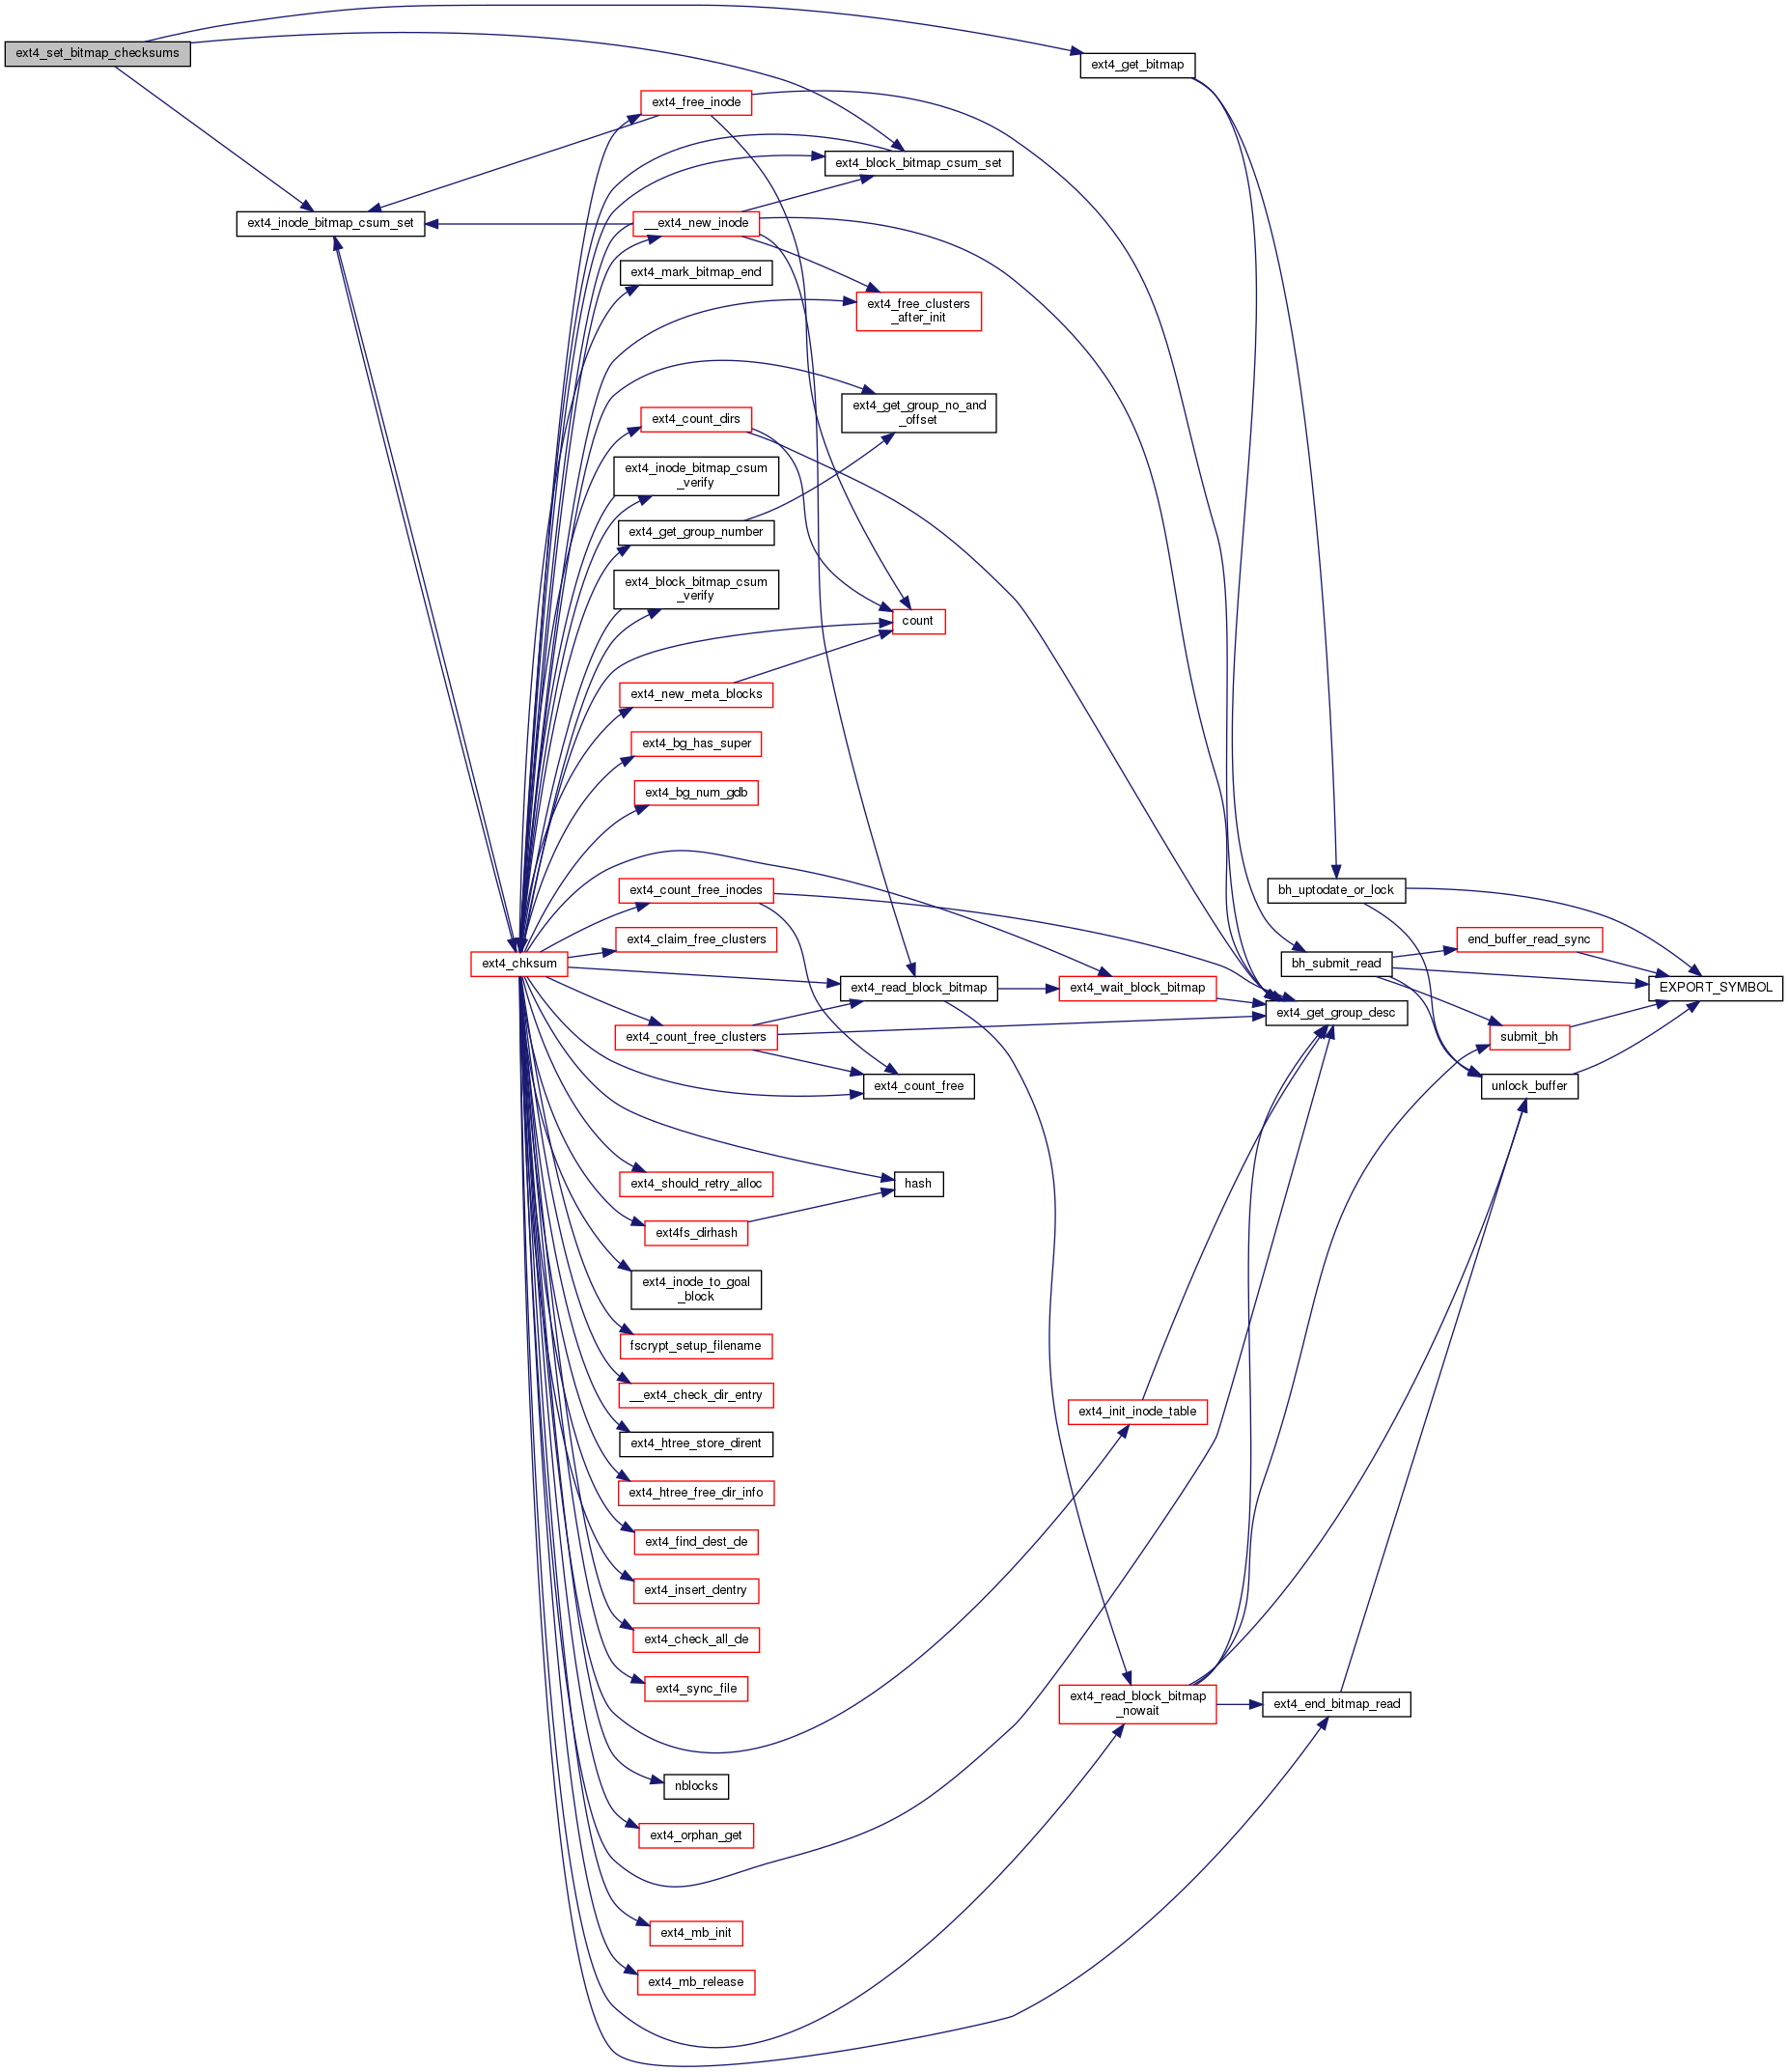 ext4_set_bitmap_checksums
ext4_get_bitmap
ext4_free_inode
ext4_block_bitmap_csum_set
ext4_inode_bitmap_csum_set
__ext4_new_inode
ext4_mark_bitmap_end
ext4_free_clusters
_after_init
ext4_get_group_no_and
_offset
ext4_count_dirs
ext4_inode_bitmap_csum
_verify
ext4_get_group_number
ext4_block_bitmap_csum
_verify
count
ext4_new_meta_blocks
ext4_bg_has_super
ext4_bg_num_gdb
ext4_count_free_inodes
bh_uptodate_or_lock
ext4_claim_free_clusters
end_buffer_read_sync
ext4_chksum
bh_submit_read
ext4_read_block_bitmap
ext4_wait_block_bitmap
EXPORT_SYMBOL
ext4_get_group_desc
ext4_count_free_clusters
submit_bh
ext4_count_free
unlock_buffer
ext4_should_retry_alloc
hash
ext4fs_dirhash
ext4_inode_to_goal
_block
fscrypt_setup_filename
__ext4_check_dir_entry
ext4_init_inode_table
ext4_htree_store_dirent
ext4_htree_free_dir_info
ext4_find_dest_de
ext4_insert_dentry
ext4_check_all_de
ext4_sync_file
ext4_read_block_bitmap
_nowait
ext4_end_bitmap_read
nblocks
ext4_orphan_get
ext4_mb_init
ext4_mb_release